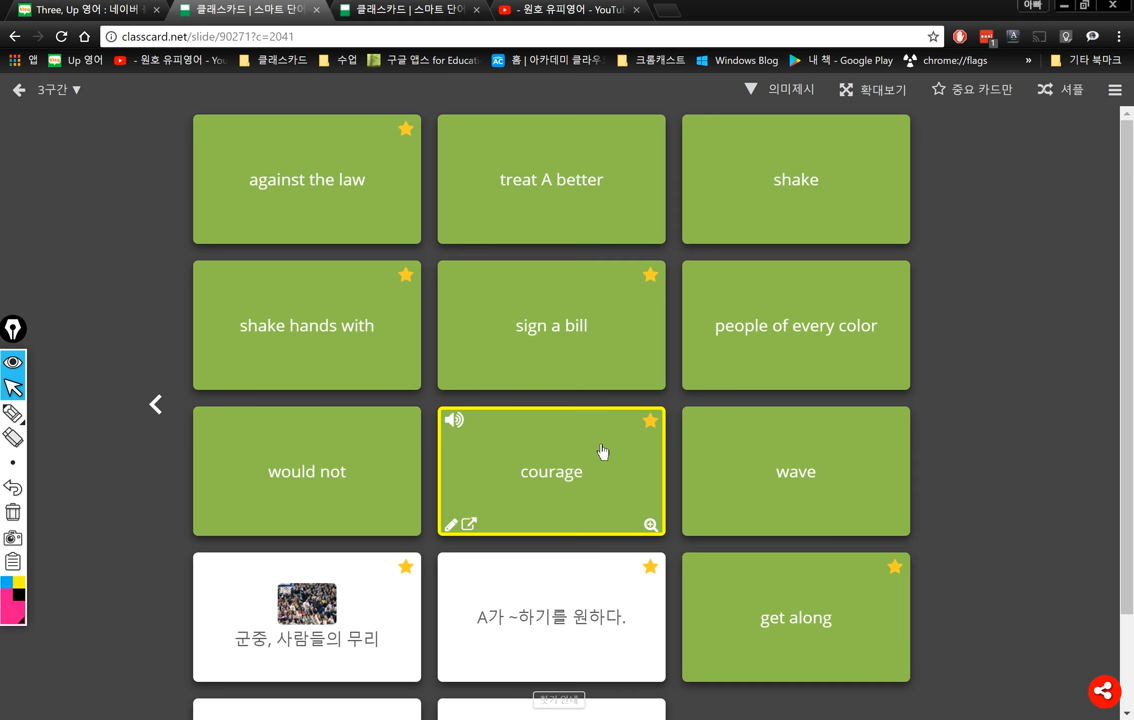 Three, Up 영어 : 네이버
클래스카드 | 스마트 단어
클래스카드 | 스마트 단어
- 원호 유피영어 - YouTu
아빠
classcard.net/slide/90271?c=2041
앱
Up 영어
- 원호 유피영어 - You
클래스카드
수업
구글 앱스 for Educati
홈 | 아카데미 클라우
크롬캐스트
Windows Blog
내 책 - Google Play
chrome://flags
»
기타 북마크
3구간 ▼
의미제시
확대보기
중요 카드만
셔플
against the law
treat A better
shake
shake hands with
sign a bill
people of every color
would not
courage
wave
군중, 사람들의 무리
A가 ~하기를 원하다.
get along